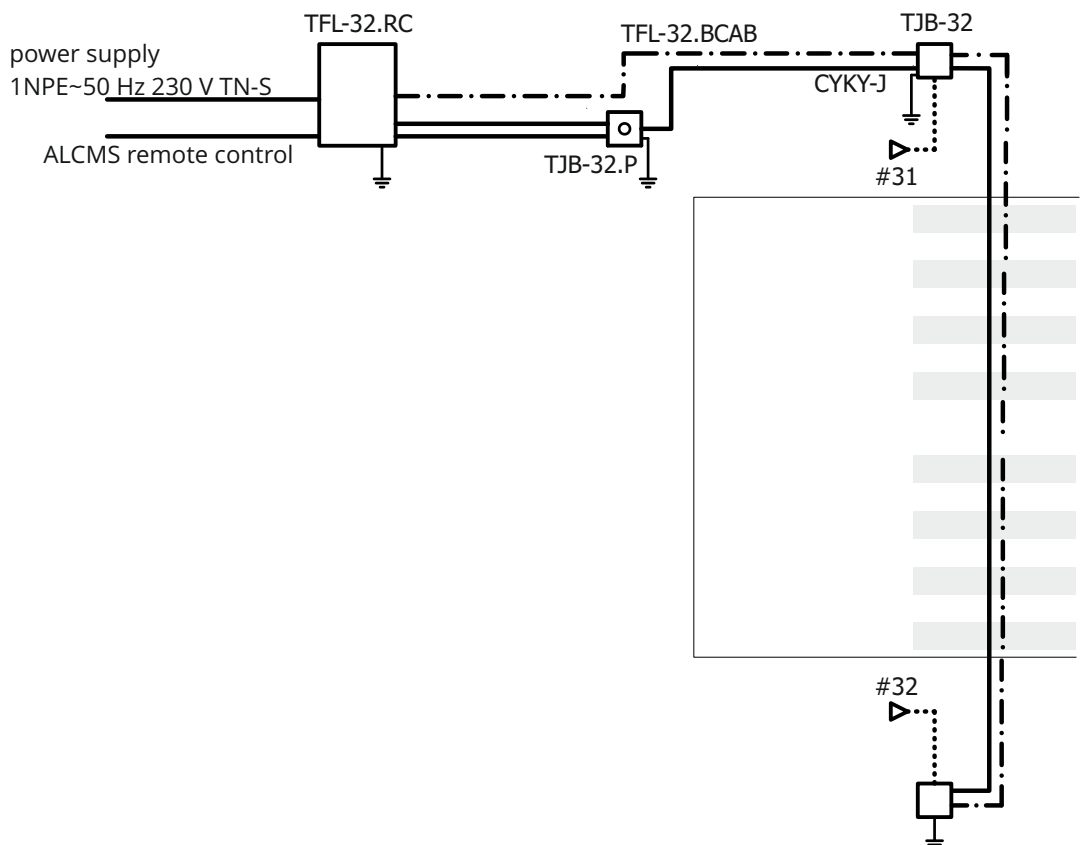 TFL-32.RC
TJB-32
power supply
TFL-32.BCAB
1NPE~50 Hz 230 V TN-S
CYKY-J
ALCMS remote control
TJB-32.P
#31
#32